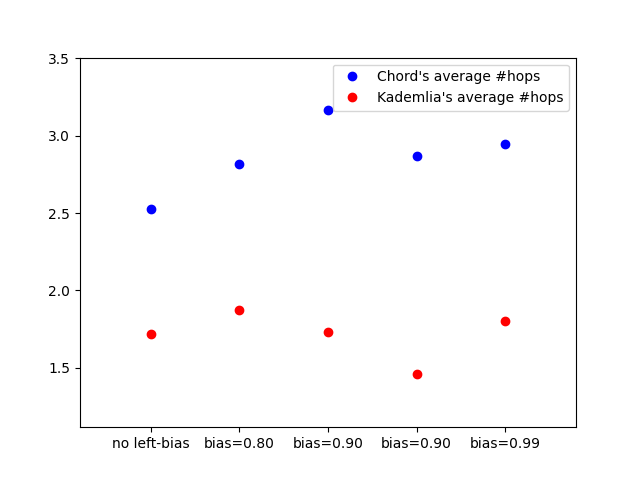 3.5
3.0
2.5
2.0
1.5
Chord's average #hops
Kademlia's average #hops
no left-bias bias=0.80 bias=0.90 bias=0.90 bias=0.99